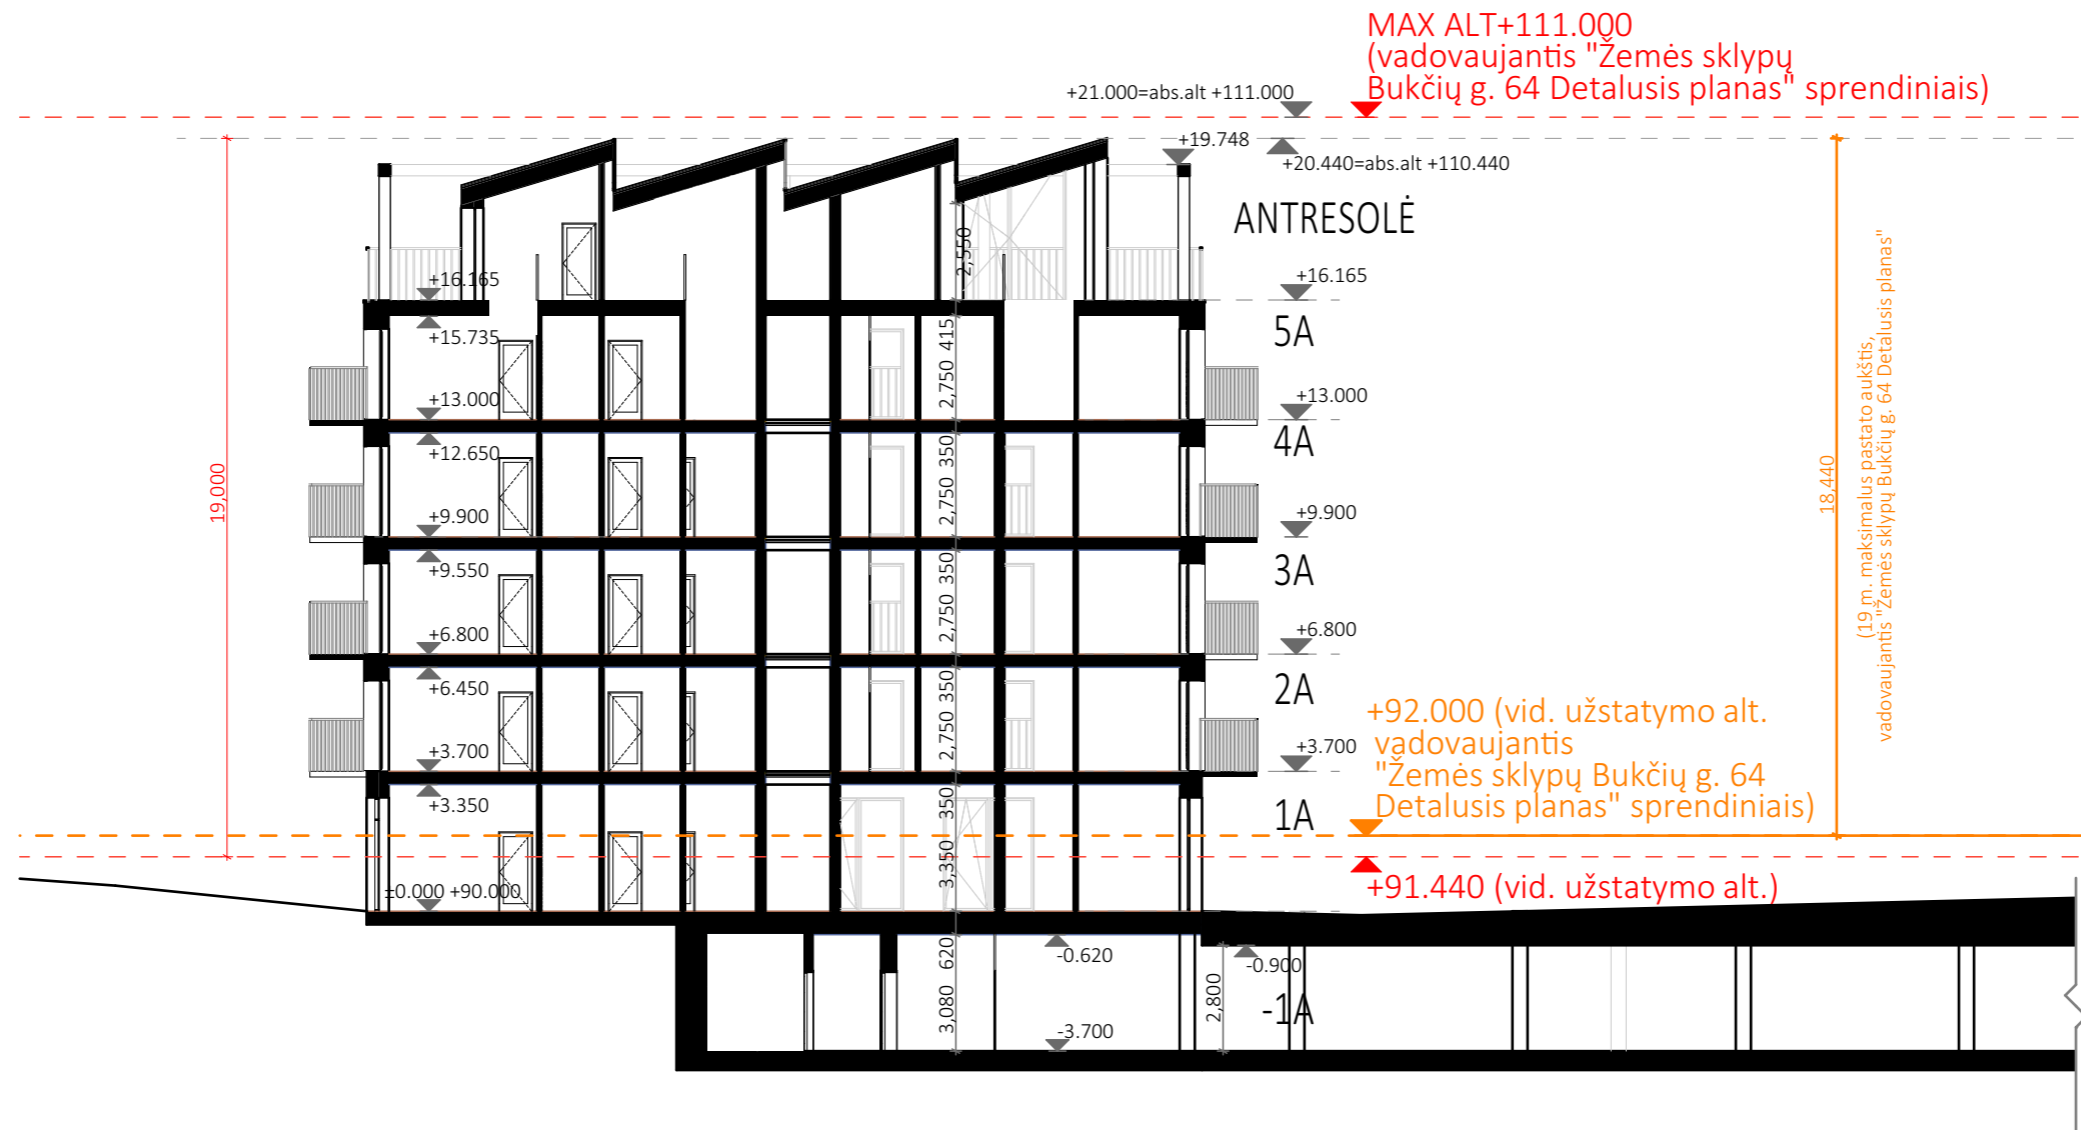 MAX ALT+111.000
(vadovaujantis "Žemės sklypų
Bukčių g. 64 Detalusis planas" sprendiniais)
+21.000=abs.alt +111.000
+19.748
+20.440=abs.alt +110.440
ANTRESOLĖ
2,550
+16.165
+16.165
5A
415
+15.735
2,750
+13.000
+13.000
4A
350
+12.650
2,750
+9.900
+9.900
3A
350
+9.550
2,750
+6.800
+6.800
2A
350
+6.450
2,750
+3.700
+3.700
1A
350
+3.350
3,350
±0.000 +90.000
620
-0.620
-0.900
3,080
2,800
-1A
-3.700
19,000
18,440
(19 m. maksimalus pastato aukštis,
vadovaujantis "Žemės sklypų Bukčių g. 64 Detalusis planas"
+92.000 (vid. užstatymo alt.
vadovaujantis
"Žemės sklypų Bukčių g. 64
Detalusis planas" sprendiniais)
+91.440 (vid. užstatymo alt.)